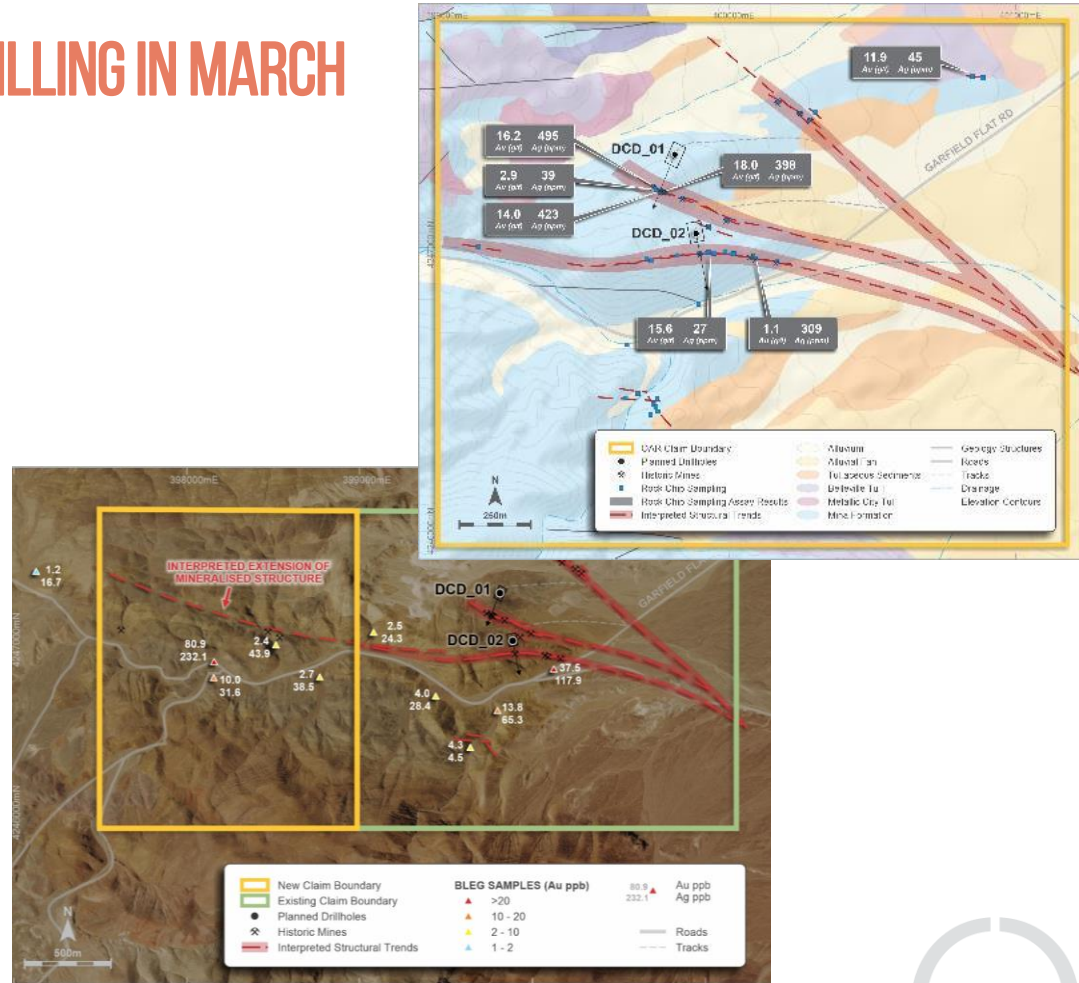 ILLING IN MARCH
400000mE
11.9 45
Au (g/t) Ag (ppm)
GARFIELD FLAT RD
16.2 495
Au (g/t) Ag (ppm)
DCD_01
18.0 398
Au (g/t) Ag (ppm)
2.9 39
Au (g/t) Ag (ppm)
14.0 423
Au (g/t) Ag (ppm)
DCD_02
4247000mN
15.6 27
Au (g/t) Ag (ppm)
1.1 309
Au (g/t) Ag (ppm)
N
250m
Claim Boundary
Planned Drillholes
Historic Mines
Rock Chip Sampling
Rock Chip Sampling Assay Results
Interpreted Structural Trends
Alluvium
Alluvial Fan
Tuffaceous Sediments
Belleville Tuff
Metallic City Tuf
Mina Formation
Geology Structures
Roads
Tracks
Drainage
Elevation Contours
398000mE
399000mE
INTERPRETED EXTENSION OF
MINERALISED STRUCTURE
1.2
16.7
DCD_01
DCD_02
GARFIELD
4247000mN
80.9
232.1
2.4
43.9
2.5
24.3
10.0
31.6
2.7
38.5
4.0
28.4
37.5
117.9
13.8
65.3
4.3
4.5
4246000mN
N
500m
New Claim Boundary
Existing Claim Boundary
Planned Drillholes
Historic Mines
Interpreted Structural Trends
BLEG SAMPLES (Au ppb)
>20
10 - 20
2 - 10
1 - 2
80.9
232.1
Au ppb
Ag ppb
Roads
Tracks